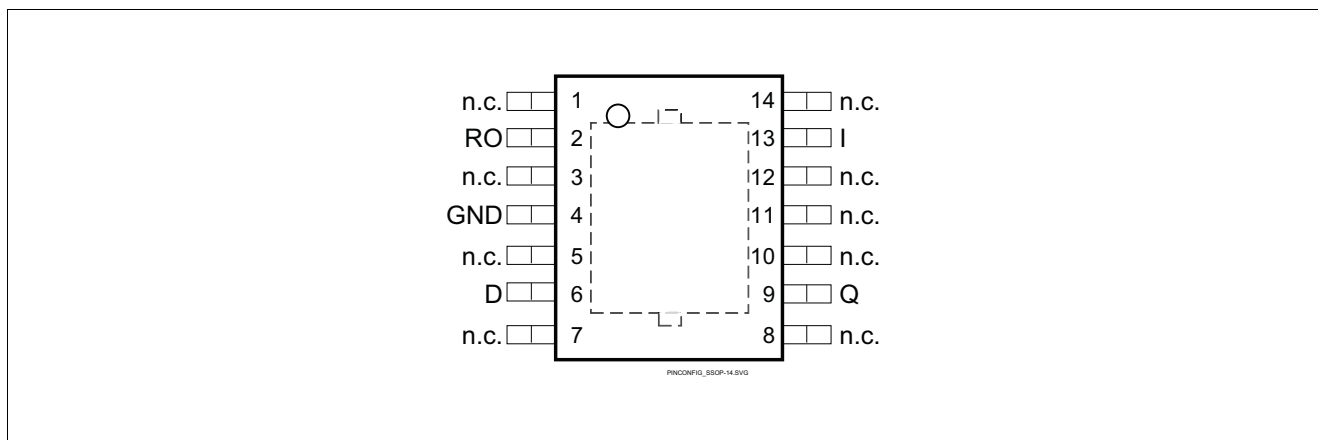 n.c. 1 14 n.c.
RO 2 13 I
n.c. 3 12 n.c.
GND 4 11 n.c.
n.c. 5 10 n.c.
D 6 9 Q
n.c. 7 8 n.c.
PINCONFIG_SSOP-14.SVG